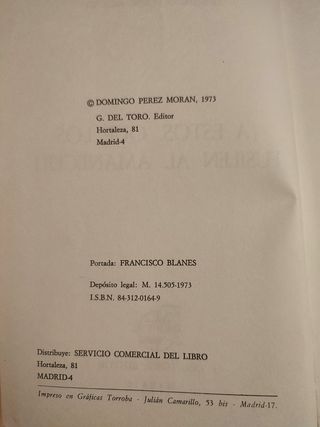 © DOMINGO PEREZ MORAN, 1973
G. DEL TORO. Editor
Hortaleza, 81
Madrid-4
Portada: FRANCISCO BLANES
Depósito legal: M. 14.505-1973
I.S.B.N. 84-312-0164-9
Distribuye: SERVICIO COMERCIAL DEL LIBRO
Hortaleza, 81
MADRID-4
Impreso en Gráficas Torroba - Julián Camarillo, 53 bis - Madrid-17.